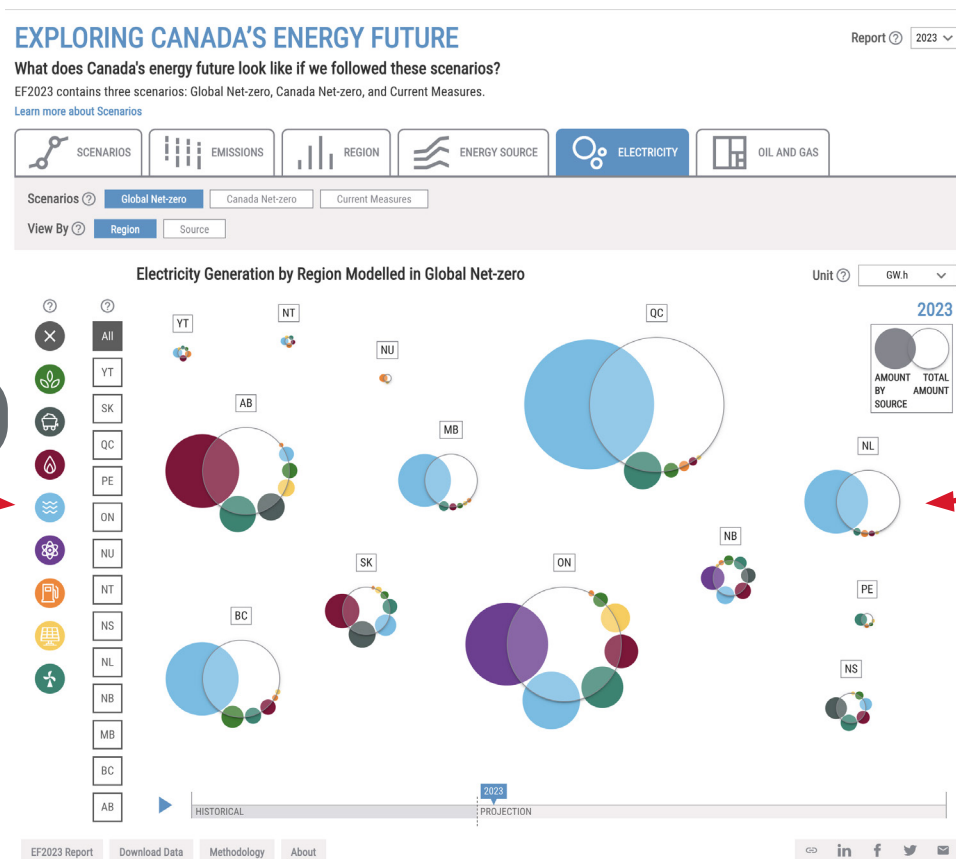 EXPLORING CANADA'S ENERGY FUTURE
Report ? 2023
What does Canada's energy future look like if we followed these scenarios?
EF2023 contains three scenarios: Global Net-zero, Canada Net-zero, and Current Measures.
Learn more about Scenarios
SCENARIOS EMISSIONS REGION ENERGY SOURCE ELECTRICITY OIL AND GAS
Scenarios ? Global Net-zero Canada Net-zero Current Measures
View By ? Region Source
Electricity Generation by Region Modelled in Global Net-zero
Unit ? GW.h
2023
AMOUNT BY SOURCE
TOTAL AMOUNT
? ?
All
YT
SK
QC
PE
ON
NU
NT
NS
NL
NB
MB
BC
AB
YT
NT
QC
NU
AB
MB
NL
NB
SK
ON
PE
BC
NS
2023
HISTORICAL PROJECTION
EF2023 Report Download Data Methodology About
in f